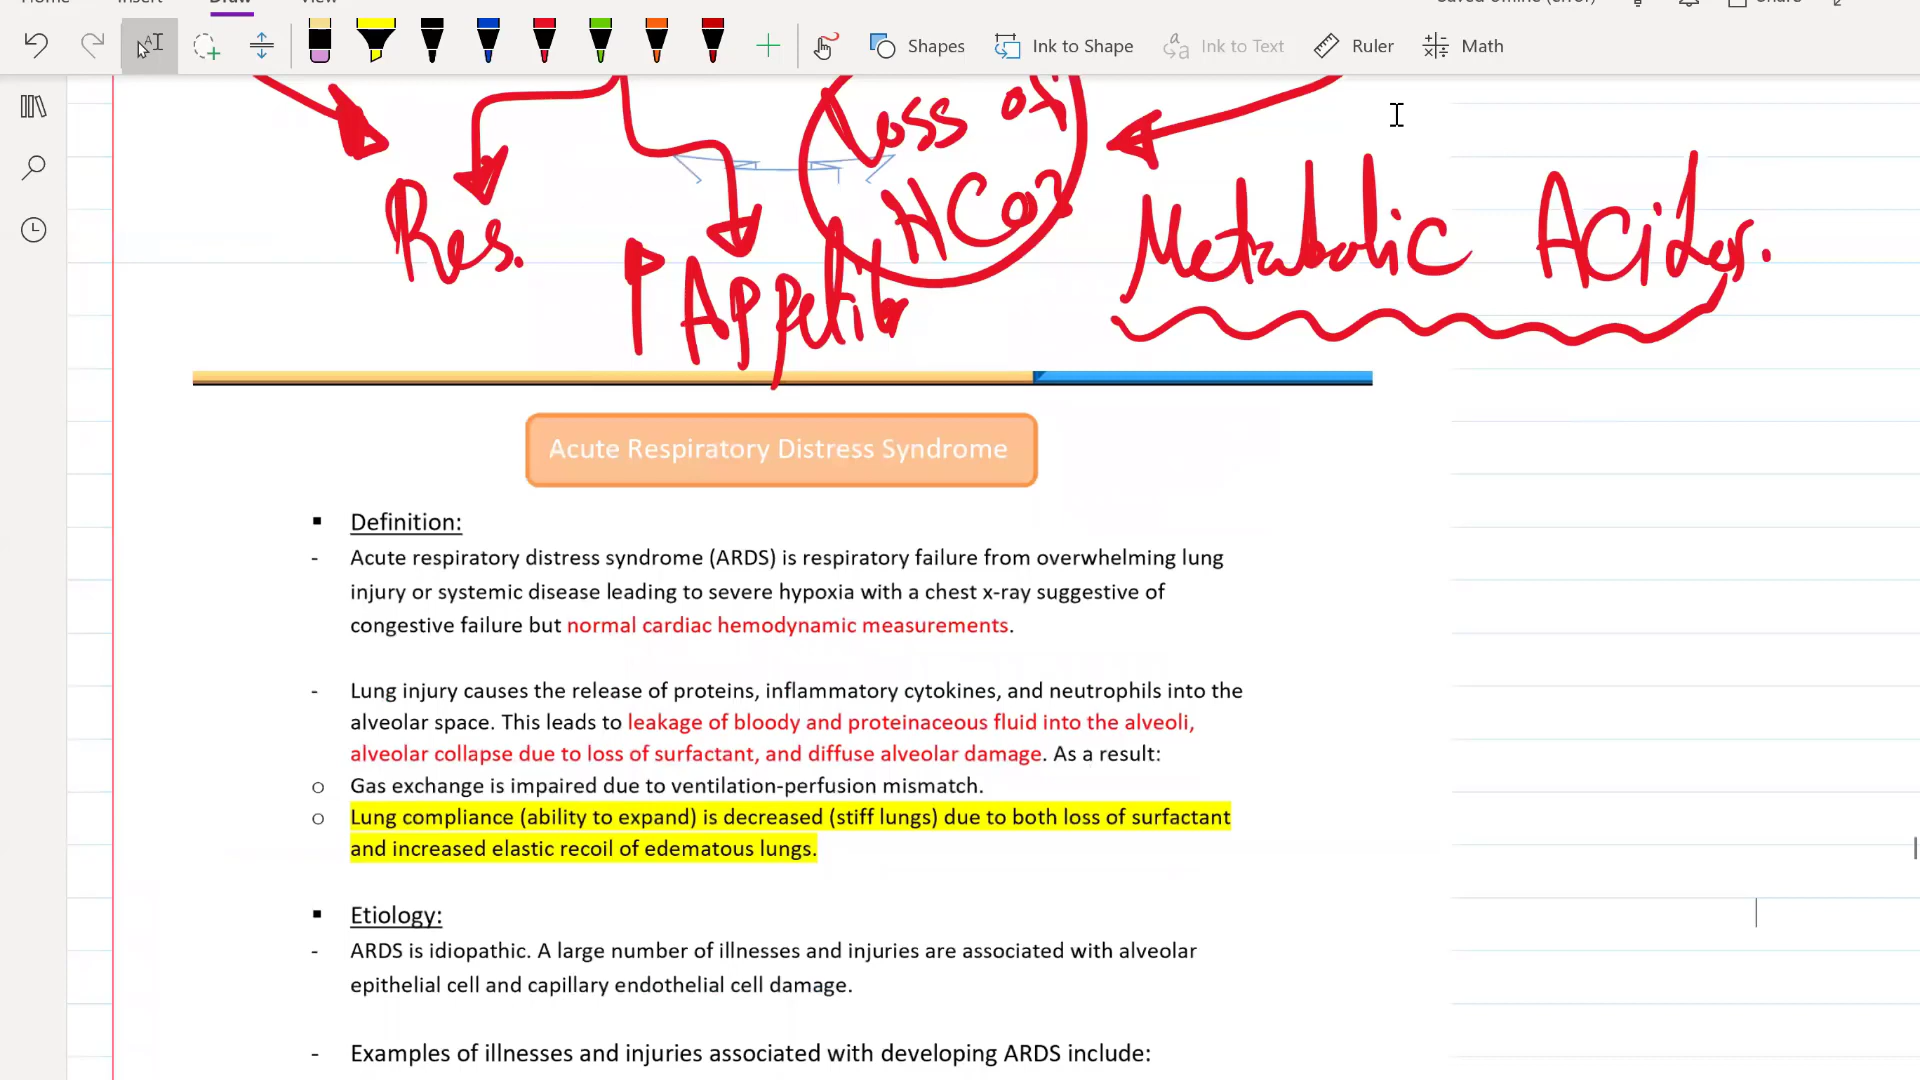 Home Insert Draw View Saved online (error) Share
Shapes Ink to Shape Ink to Text Ruler Math
Loss of
HCO3
Res.
Metabolic Acidos.
Acute Respiratory Distress Syndrome
▪ Definition:
- Acute respiratory distress syndrome (ARDS) is respiratory failure from overwhelming lung
injury or systemic disease leading to severe hypoxia with a chest x-ray suggestive of
congestive failure but normal cardiac hemodynamic measurements.
- Lung injury causes the release of proteins, inflammatory cytokines, and neutrophils into the
alveolar space. This leads to leakage of bloody and proteinaceous fluid into the alveoli,
alveolar collapse due to loss of surfactant, and diffuse alveolar damage. As a result:
o Gas exchange is impaired due to ventilation-perfusion mismatch.
o Lung compliance (ability to expand) is decreased (stiff lungs) due to both loss of surfactant
and increased elastic recoil of edematous lungs.
▪ Etiology:
- ARDS is idiopathic. A large number of illnesses and injuries are associated with alveolar
epithelial cell and capillary endothelial cell damage.
- Examples of illnesses and injuries associated with developing ARDS include: